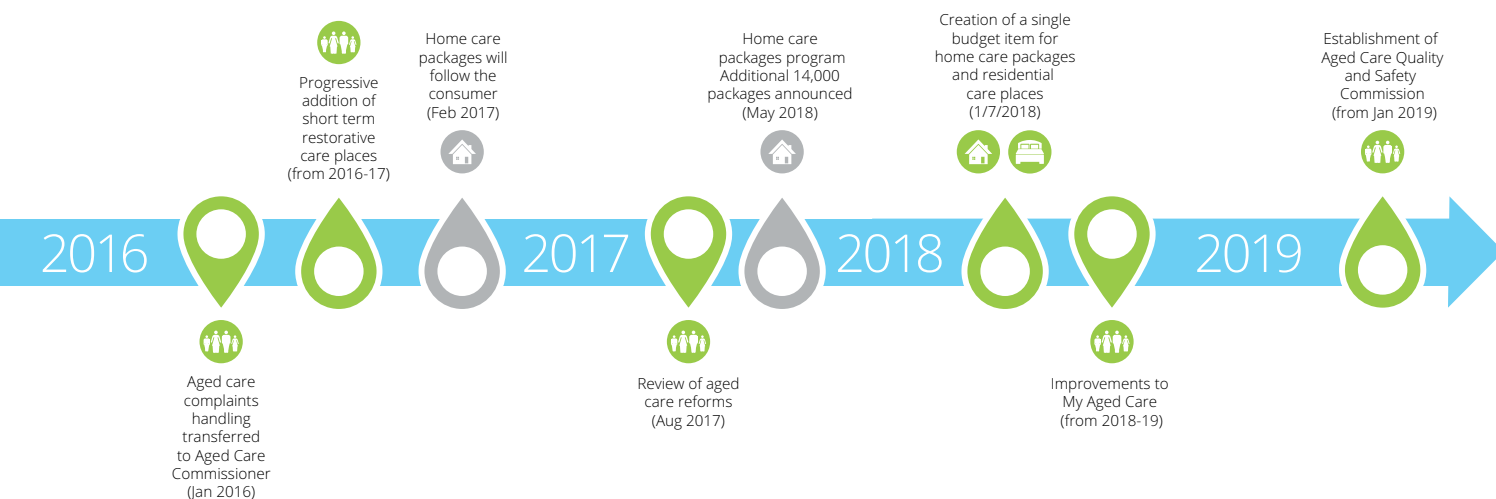 Creation of a single
budget item for
home care packages
and residential
care places
(1/7/2018)
Home care
packages will
follow the
consumer
(Feb 2017)
Home care
packages program
Additional 14,000
packages announced
(May 2018)
Establishment of
Aged Care Quality
and Safety
Commission
(from Jan 2019)
Progressive
addition of
short term
restorative
care places
(from 2016-17)
2016
2017
2018
2019
Aged care
complaints
handling
transferred
to Aged Care
Commissioner
(Jan 2016)
Review of aged
care reforms
(Aug 2017)
Improvements to
My Aged Care
(from 2018-19)